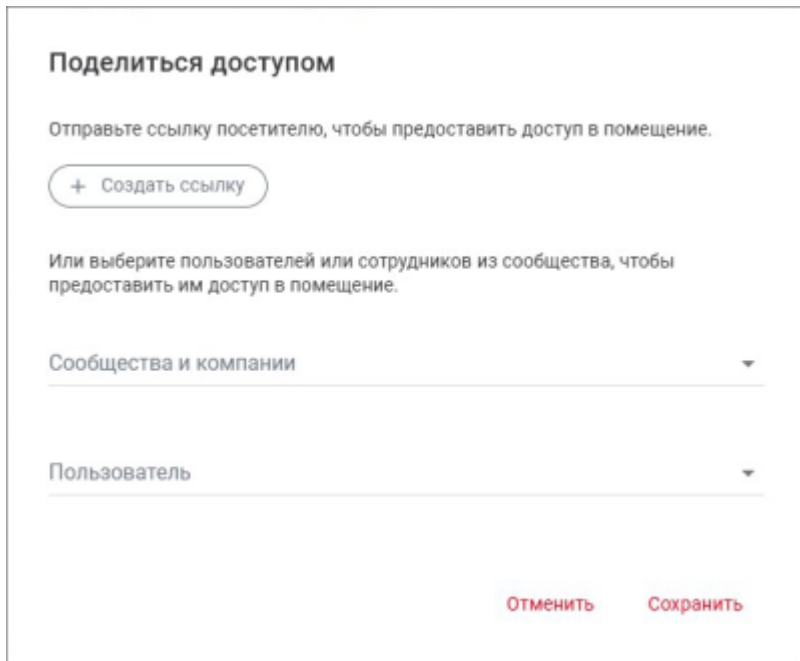 Поделиться доступом
Отправьте ссылку посетителю, чтобы предоставить доступ в помещение.
+ Создать ссылку
Или выберите пользователей или сотрудников из сообщества, чтобы
предоставить им доступ в помещение.
Сообщества и компании
Пользователь
Отменить Сохранить